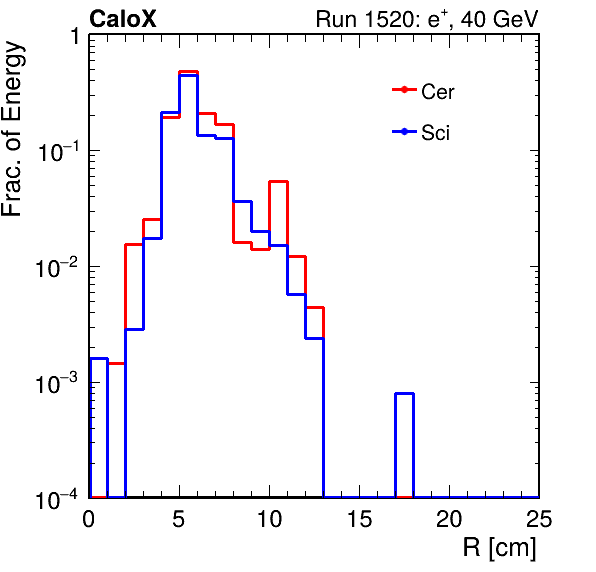 CaloX Run 1520: e⁺, 40 GeV
Frac. of Energy
1
10⁻¹
10⁻²
10⁻³
10⁻⁴
Cer
Sci
0 5 10 15 20 25
R [cm]